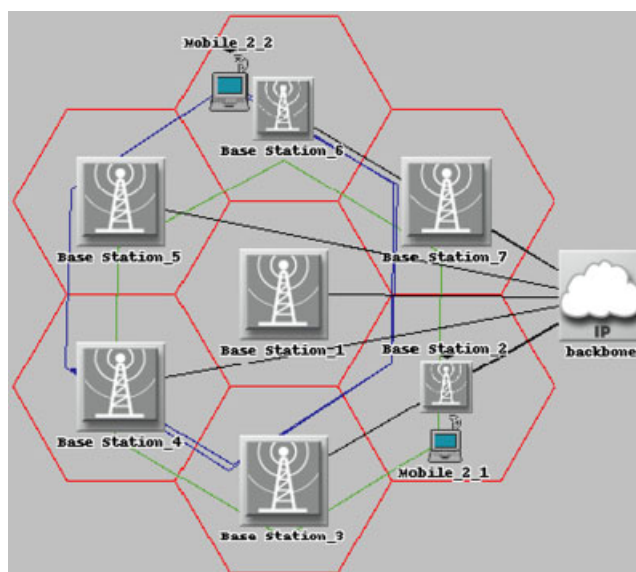 Mobile_2_2
Base Station_6
Base Station_5
Base Station_7
Base Station_1
Base Station_2
IP
backbone
Base Station_4
Mobile_2_1
Base Station_3